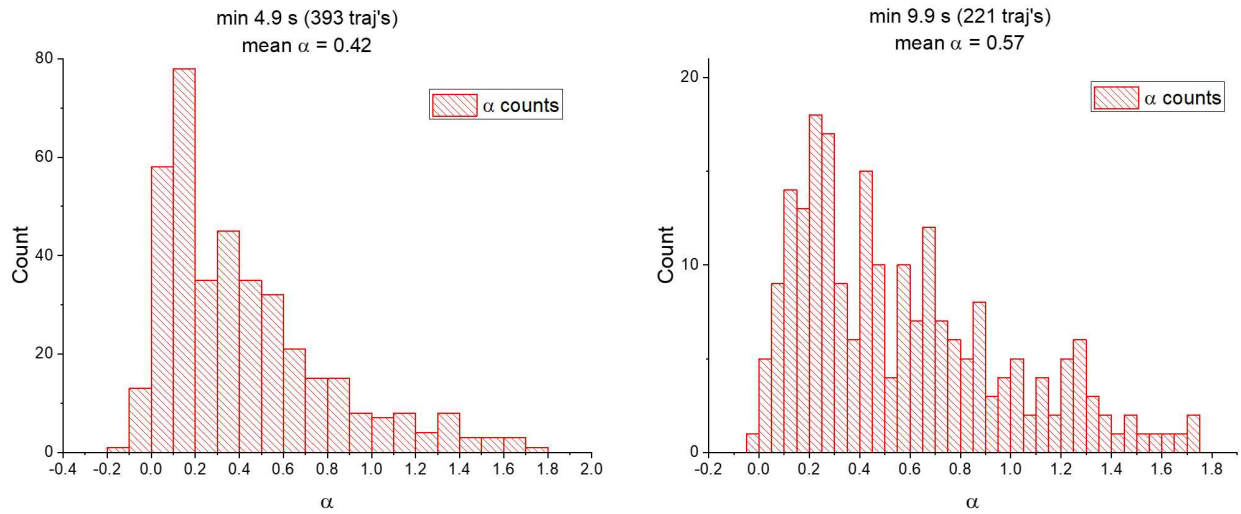 min 4.9 s (393 traj's)
mean α = 0.42
α counts
Count
80
60
40
20
0
-0.4 -0.2 0.0 0.2 0.4 0.6 0.8 1.0 1.2 1.4 1.6 1.8 2.0
α
min 9.9 s (221 traj's)
mean α = 0.57
α counts
Count
20
10
0
-0.2 0.0 0.2 0.4 0.6 0.8 1.0 1.2 1.4 1.6 1.8
α